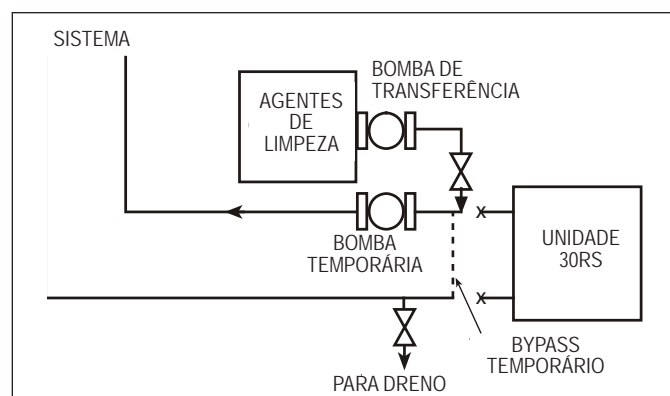 SISTEMA
BOMBA DE
TRANSFERÊNCIA
AGENTES
DE
LIMPEZA
BOMBA
TEMPORÁRIA
x
x
UNIDADE
30RS
BYPASS
TEMPORÁRIO
PARA DRENO